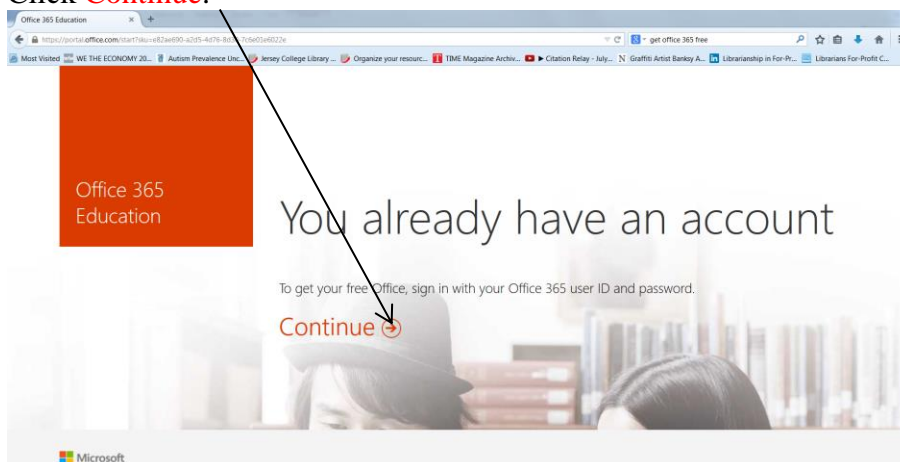 Click Continue.
Office 365 Education × +
https://portal.office.com/start?sku=e82ae690-a2d5-4d76-8d
get office 365 free
Most Visited WE THE ECONOMY 20... Autism Prevalence Unc... Jersey College Library ... Organize your resourc... TIME Magazine Archiv... ► Citation Relay - July... Graffiti Artist Banksy A... Librarianship in For-Pr... Librarians For-Profit C...
Office 365
Education
You already have an account
To get your free Office, sign in with your Office 365 user ID and password.
Continue
Microsoft